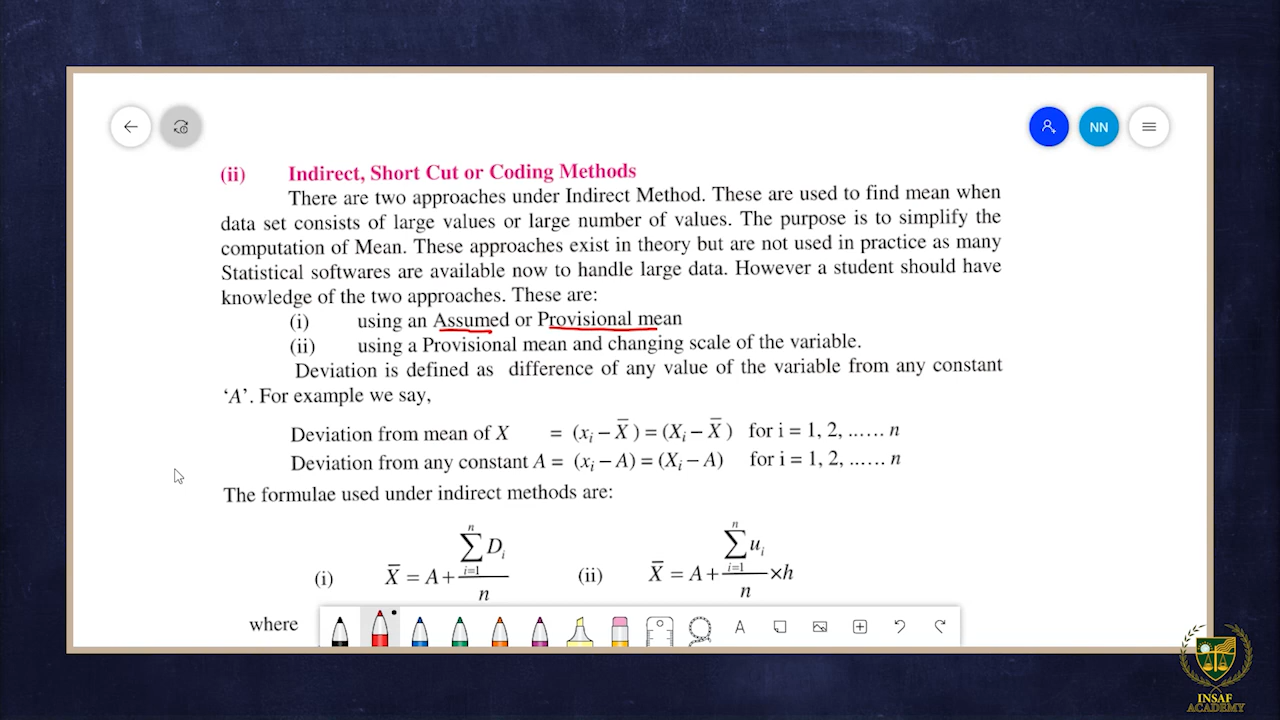 NN
(ii) Indirect, Short Cut or Coding Methods
There are two approaches under Indirect Method. These are used to find mean when
data set consists of large values or large number of values. The purpose is to simplify the
computation of Mean. These approaches exist in theory but are not used in practice as many
Statistical softwares are available now to handle large data. However a student should have
knowledge of the two approaches. These are:
(i) using an Assumed or Provisional mean
(ii) using a Provisional mean and changing scale of the variable.
Deviation is defined as difference of any value of the variable from any constant
‘A’. For example we say,
Deviation from mean of X = (xᵢ – X̅) = (Xᵢ – X̅) for i = 1, 2, ...... n
Deviation from any constant A = (xᵢ – A) = (Xᵢ – A) for i = 1, 2, ...... n
The formulae used under indirect methods are:
(i) X̅ = A + ∑ⁿᵢ₌₁ Dᵢ / n (ii) X̅ = A + ∑ⁿᵢ₌₁ uᵢ / n ×h
where
A
INSAF
ACADEMY